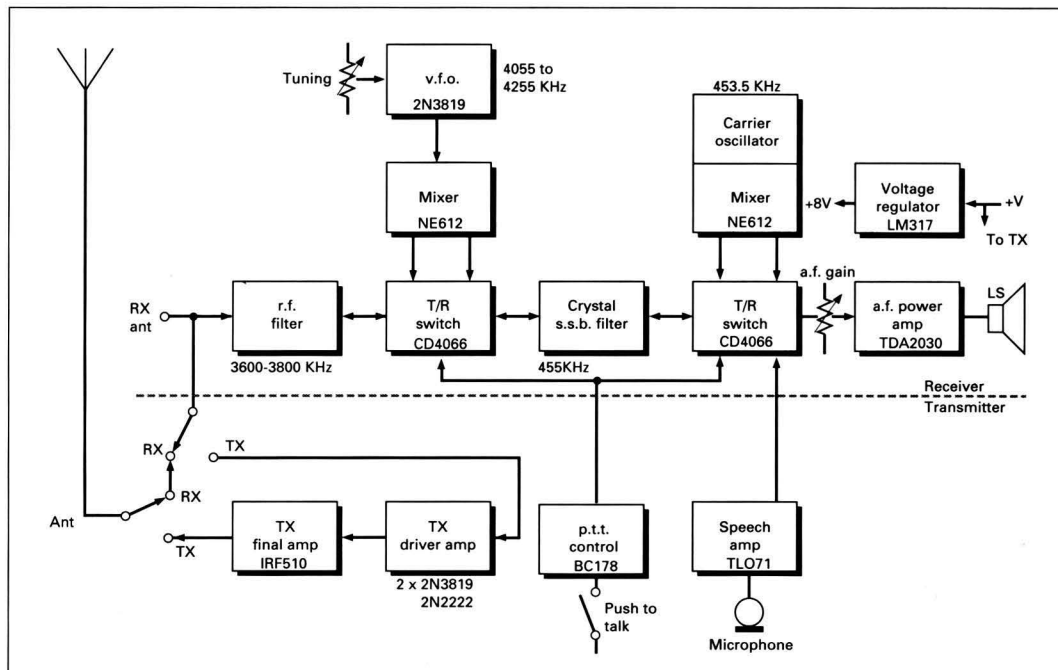 Tuning
v.f.o.
2N3819
4055 to
4255 KHz
453.5 KHz
Carrier
oscillator
Mixer
NE612
Mixer
NE612
+8V
Voltage
regulator
LM317
+V
To TX
RX
ant
r.f.
filter
3600-3800 KHz
T/R
switch
CD4066
Crystal
s.s.b. filter
455KHz
T/R
switch
CD4066
a.f. gain
a.f. power
amp
TDA2030
LS
Receiver
Transmitter
RX
TX
RX
Ant
TX
TX
final amp
IRF510
TX
driver amp
2 x 2N3819
2N2222
p.t.t.
control
BC178
Push to
talk
Speech
amp
TLO71
Microphone